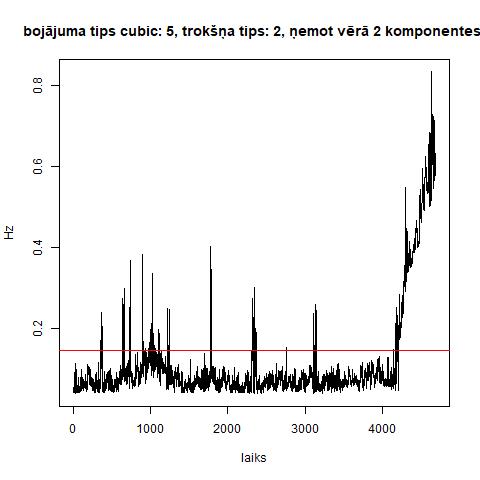 bojājuma tips cubic: 5, trokšņa tips: 2, ņemot vērā 2 komponentes
0.8
0.6
Hz
0.4
0.2
0 1000 2000 3000 4000
laiks